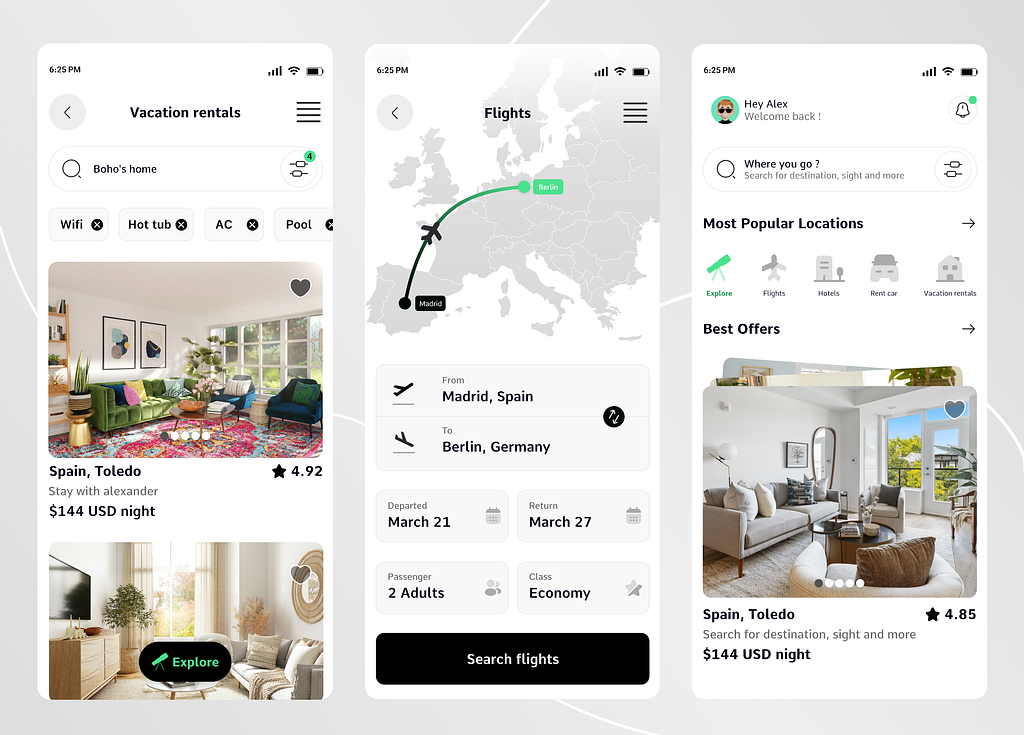 6:25 PM
Vacation rentals
Boho's home
4
Wifi
Hot tub
AC
Pool
Spain, Toledo
4.92
Stay with alexander
$144 USD night
Explore
6:25 PM
Flights
Berlin
Madrid
From
Madrid, Spain
To
Berlin, Germany
Departed
March 21
Return
March 27
Passenger
2 Adults
Class
Economy
Search flights
6:25 PM
Hey Alex
Welcome back !
Where you go ?
Search for destination, sight and more
Most Popular Locations
Explore
Flights
Hotels
Rent car
Vacation rentals
Best Offers
Spain, Toledo
4.85
Search for destination, sight and more
$144 USD night